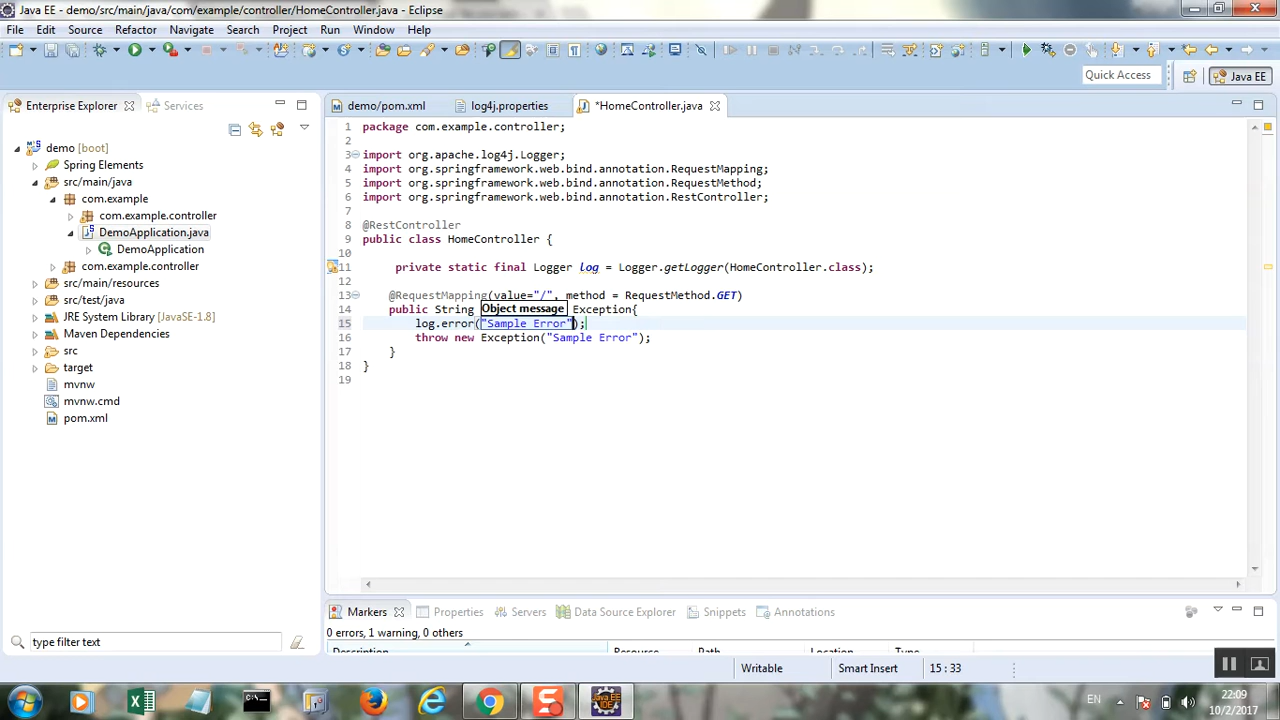 Java EE - demo/src/main/java/com/example/controller/HomeController.java - Eclipse
File Edit Source Refactor Navigate Search Project Run Window Help
Quick Access
Java EE
Enterprise Explorer
Services
demo [boot]
Spring Elements
src/main/java
com.example
com.example.controller
DemoApplication.java
DemoApplication
com.example.controller
src/main/resources
src/test/java
JRE System Library [JavaSE-1.8]
Maven Dependencies
src
target
mvnw
mvnw.cmd
pom.xml
type filter text
demo/pom.xml
log4j.properties
*HomeController.java
1 package com.example.controller;
2
3 import org.apache.log4j.Logger;
4 import org.springframework.web.bind.annotation.RequestMapping;
5 import org.springframework.web.bind.annotation.RequestMethod;
6 import org.springframework.web.bind.annotation.RestController;
7
8 @RestController
9 public class HomeController {
10
11 private static final Logger log = Logger.getLogger(HomeController.class);
12
13 @RequestMapping(value="/", method = RequestMethod.GET)
14 public String Exception{
Object message
15 log.error("Sample Error");
16 throw new Exception("Sample Error");
17 }
18 }
19
Markers Properties Servers Data Source Explorer Snippets Annotations
0 errors, 1 warning, 0 others
Description Resource Path Location Type
Writable Smart Insert 15 : 33
EN
22:09
10/2/2017